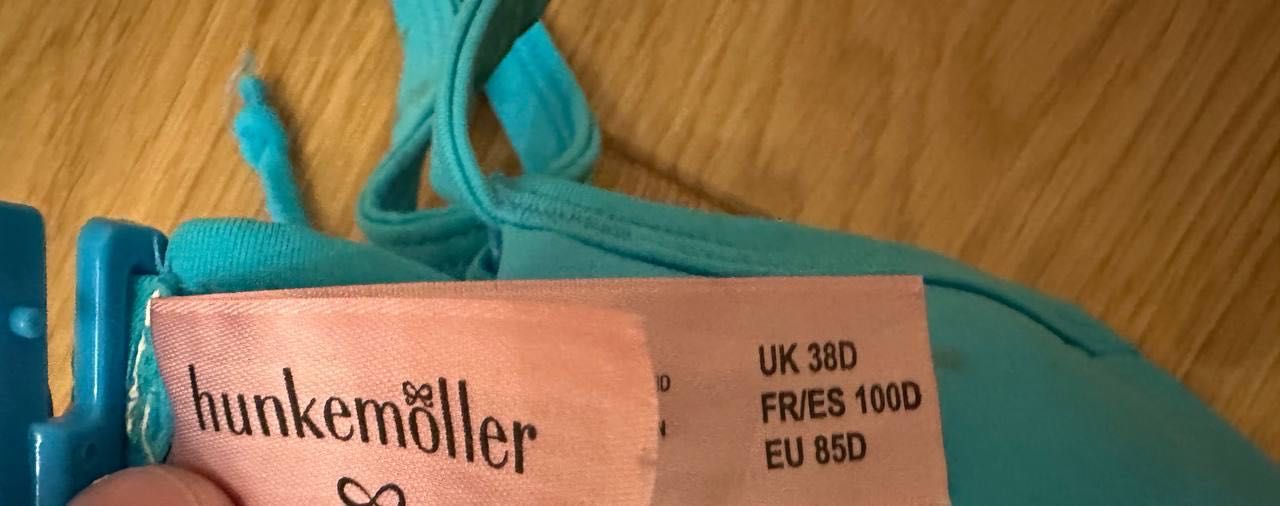 hunkemöller
UK 38D
FR/ES 100D
EU 85D